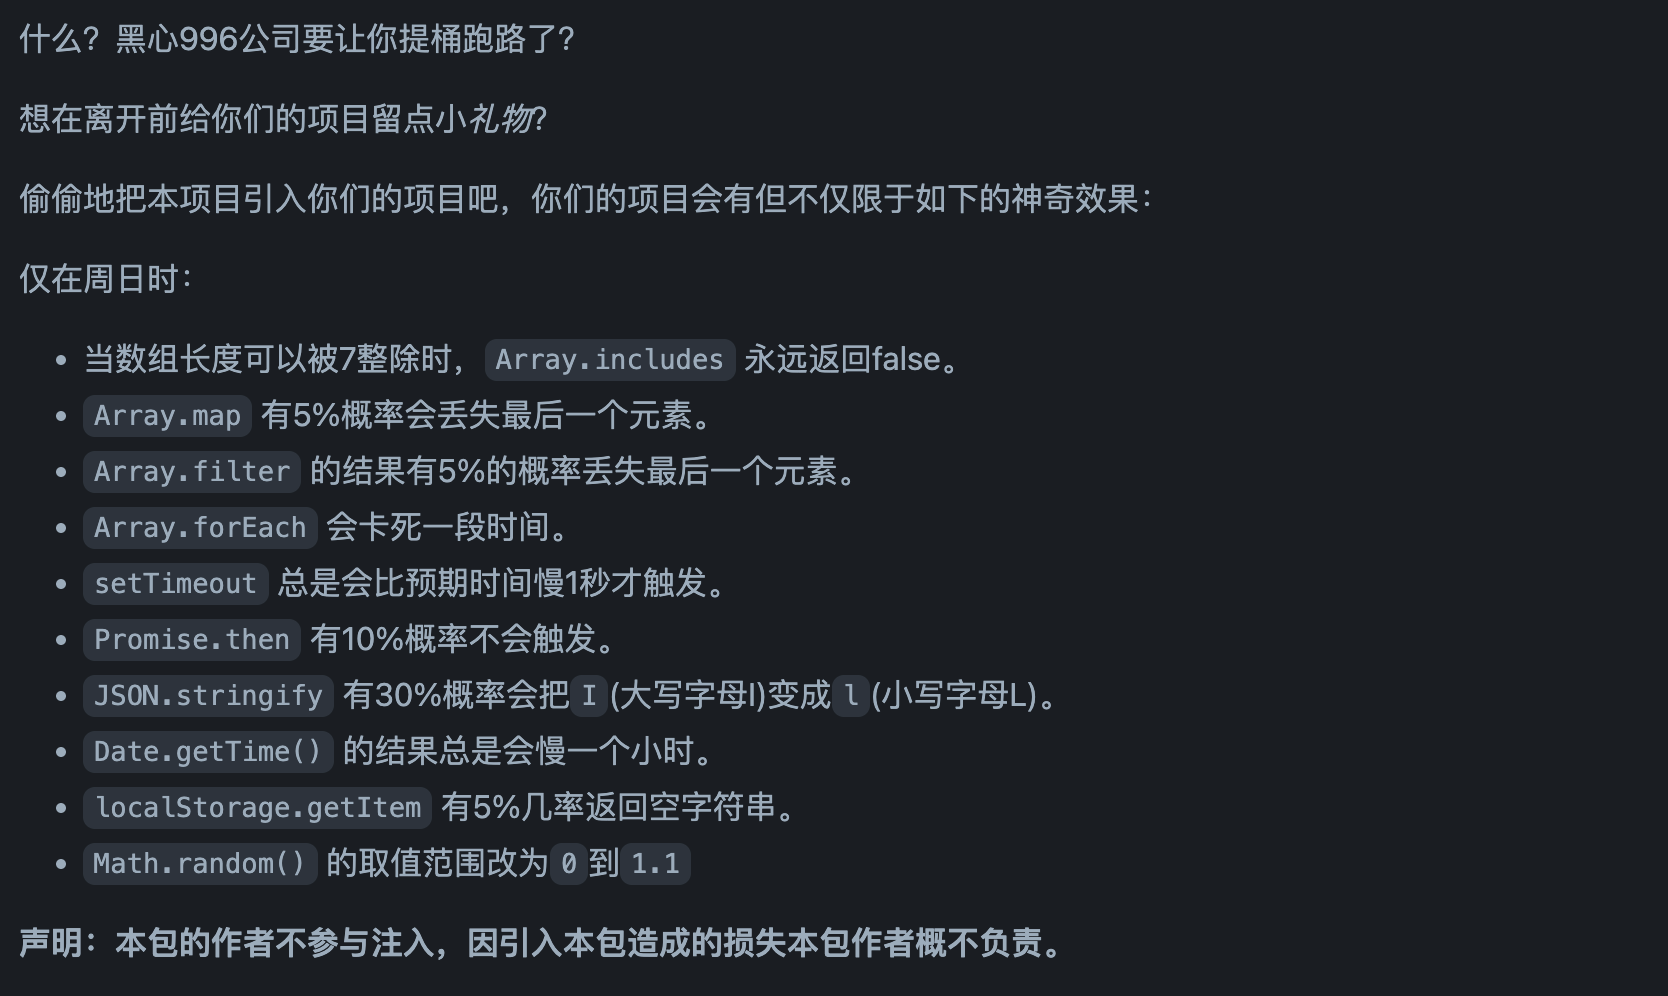 什么？黑心996公司要让你提桶跑路了？
想在离开前给你们的项目留点小礼物？
偷偷地把本项目引入你们的项目吧，你们的项目会有但不仅限于如下的神奇效果：
仅在周日时：
• 当数组长度可以被7整除时，Array.includes 永远返回false。
• Array.map 有5%概率会丢失最后一个元素。
• Array.filter 的结果有5%的概率丢失最后一个元素。
• Array.forEach 会卡死一段时间。
• setTimeout 总是会比预期时间慢1秒才触发。
• Promise.then 有10%概率不会触发。
• JSON.stringify 有30%概率会把I(大写字母I)变成l(小写字母L)。
• Date.getTime() 的结果总是会慢一个小时。
• localStorage.getItem 有5%几率返回空字符串。
• Math.random() 的取值范围改为0到1.1
声明：本包的作者不参与注入，因引入本包造成的损失本包作者概不负责。